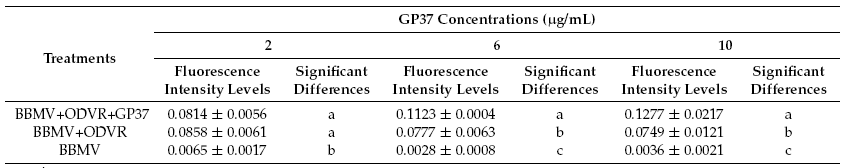 GP37 Concentrations (μg/mL)
Treatments
2 6 10
Fluorescence Intensity Levels Significant Differences Fluorescence Intensity Levels Significant Differences Fluorescence Intensity Levels Significant Differences
BBMV+ODVR+GP37 0.0814 ± 0.0056 a 0.1123 ± 0.0004 a 0.1277 ± 0.0217 a
BBMV+ODVR 0.0858 ± 0.0061 a 0.0777 ± 0.0063 b 0.0749 ± 0.0121 b
BBMV 0.0065 ± 0.0017 b 0.0028 ± 0.0008 c 0.0036 ± 0.0021 c